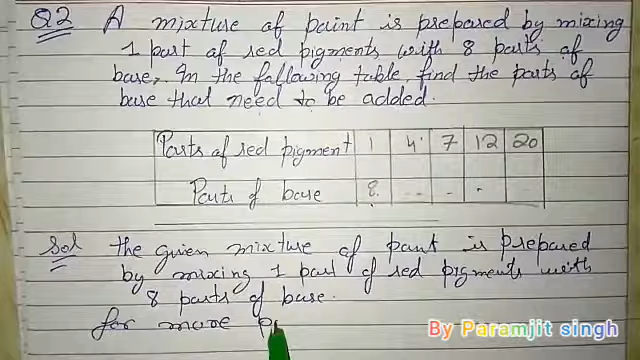 Q2 A mixture of paint is prepared by mixing
1 part of red pigments with 8 parts of
base, In the following table, find the parts of
base that need to be added.
Parts of red pigment 1 4 7 12 20
Parts of base 8 .. - . ..
Sol the given mixture of paint is prepared
by mixing 1 part of red pigments with
8 parts of base.
for more p
By Paramjit singh